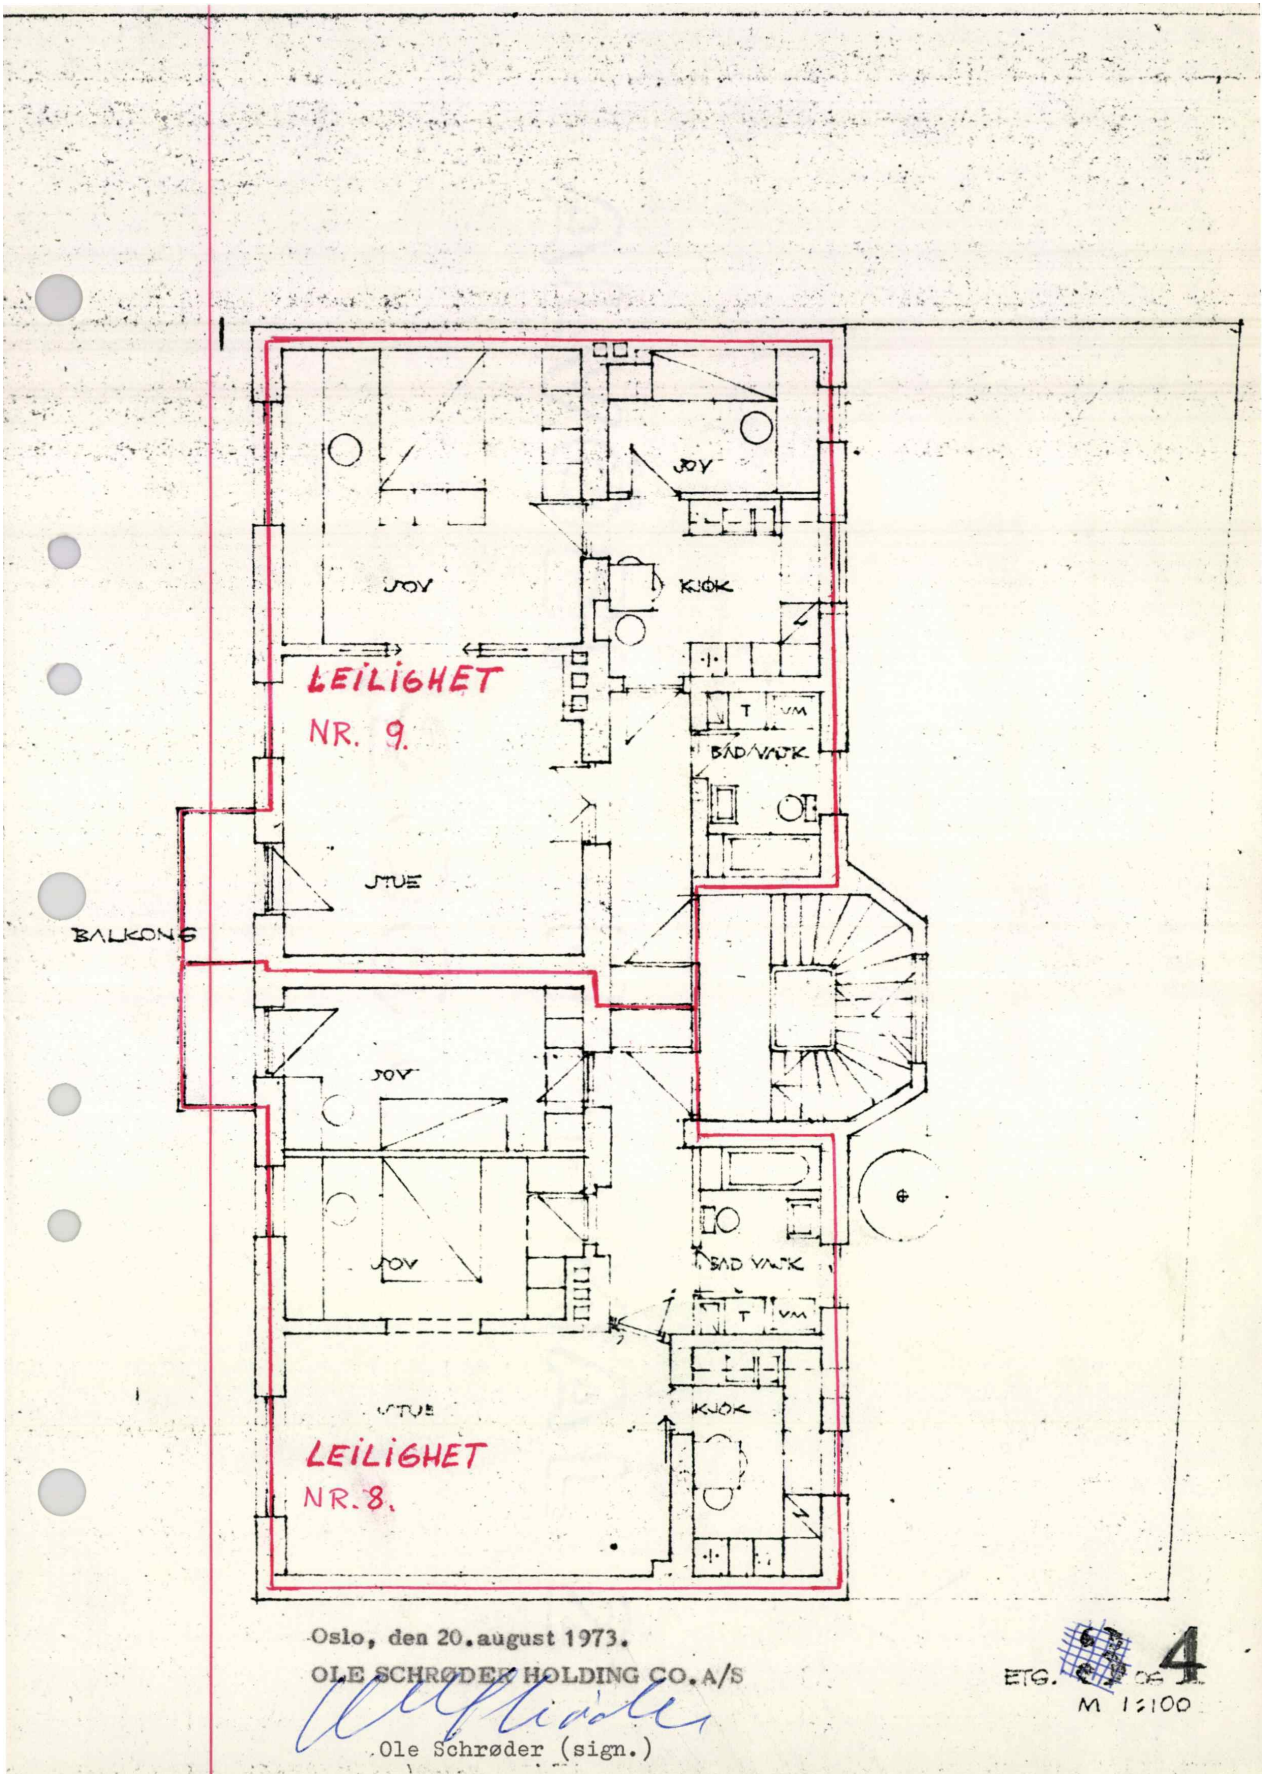 SOV
SOV
KJØK
LEILIGHET
NR. 9.
T VM
BAD/VASK
STUE
BALKONG
SOV
SOV
BAD VASK
T VM
STUE
KJØK
LEILIGHET
NR. 8.
Oslo, den 20.august 1973.
OLE SCHRØDER HOLDING CO. A/S
Ole Schrøder (sign.)
ETG. OG 4
M 1:100